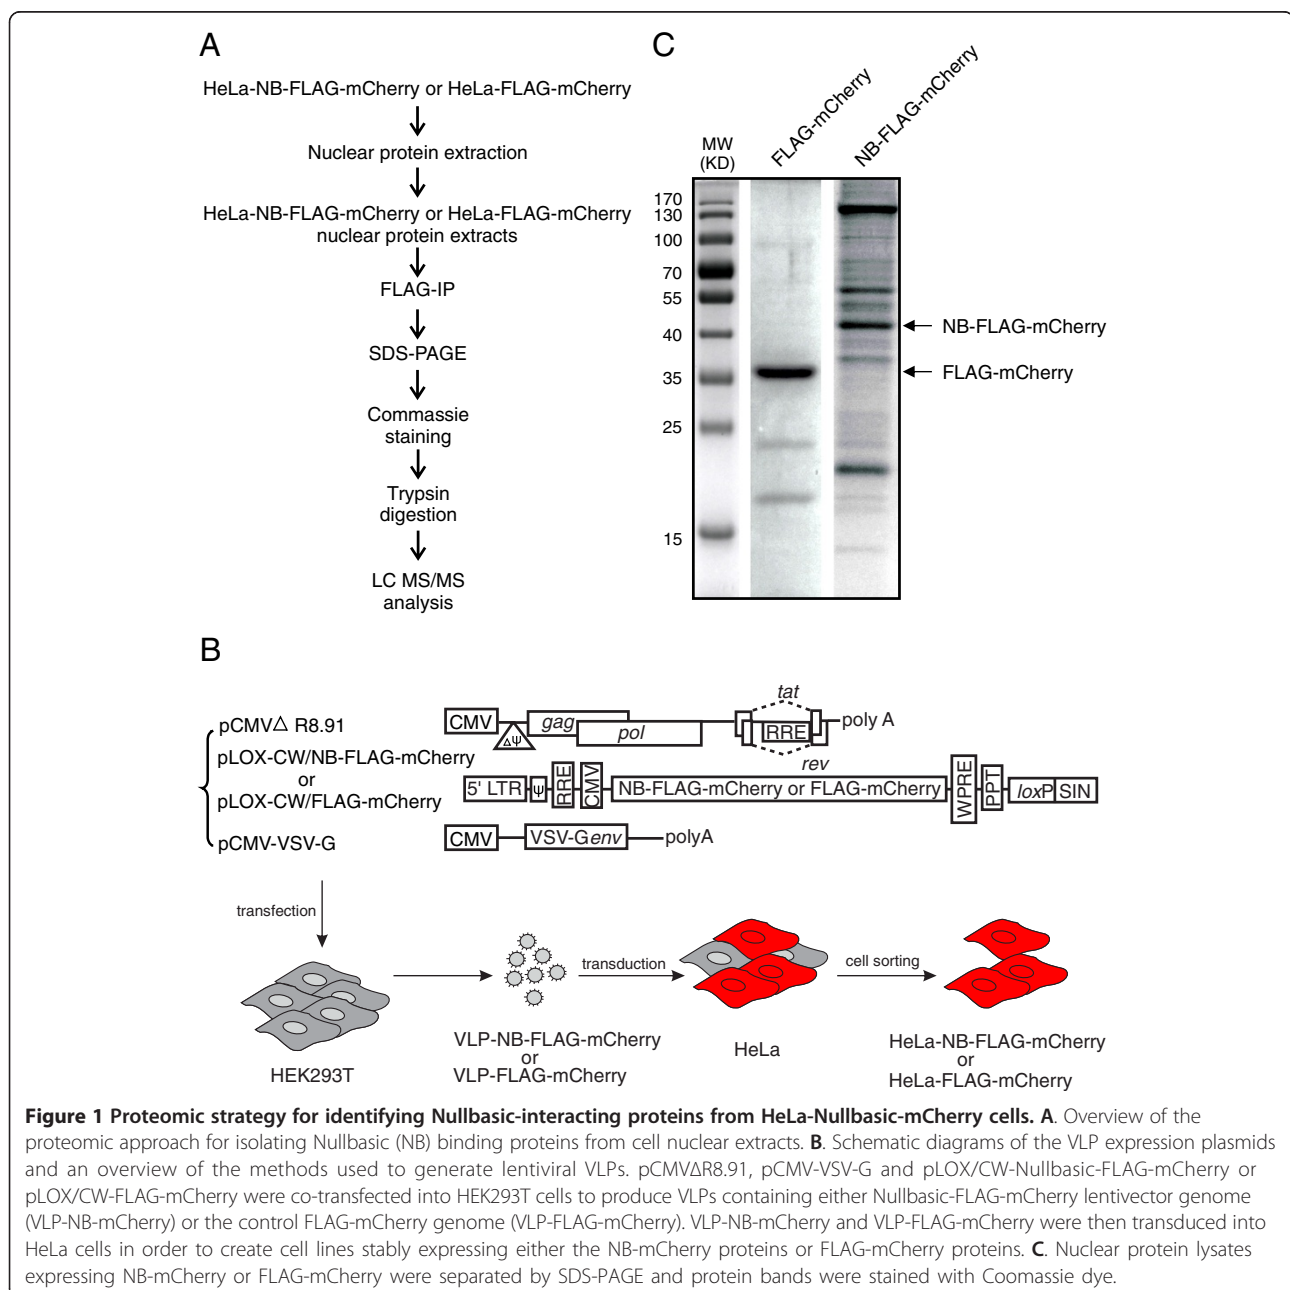 A
HeLa-NB-FLAG-mCherry or HeLa-FLAG-mCherry
Nuclear protein extraction
HeLa-NB-FLAG-mCherry or HeLa-FLAG-mCherry
nuclear protein extracts
FLAG-IP
SDS-PAGE
Commassie
staining
Trypsin
digestion
LC MS/MS
analysis
C
MW
(KD)
FLAG-mCherry
NB-FLAG-mCherry
170
130
100
70
55
40
35
25
15
NB-FLAG-mCherry
FLAG-mCherry
B
pCMV△ R8.91
pLOX-CW/NB-FLAG-mCherry
or
pLOX-CW/FLAG-mCherry
pCMV-VSV-G
CMV
△Ψ
gag
pol
tat
RRE
rev
poly A
5' LTR
Ψ
RRE
CMV
NB-FLAG-mCherry or FLAG-mCherry
WPRE
PPT
loxP
SIN
CMV
VSV-Genv
polyA
transfection
HEK293T
VLP-NB-FLAG-mCherry
or
VLP-FLAG-mCherry
transduction
HeLa
cell sorting
HeLa-NB-FLAG-mCherry
or
HeLa-FLAG-mCherry
Figure 1 Proteomic strategy for identifying Nullbasic-interacting proteins from HeLa-Nullbasic-mCherry cells. A. Overview of the
proteomic approach for isolating Nullbasic (NB) binding proteins from cell nuclear extracts. B. Schematic diagrams of the VLP expression plasmids
and an overview of the methods used to generate lentiviral VLPs. pCMVΔR8.91, pCMV-VSV-G and pLOX/CW-Nullbasic-FLAG-mCherry or
pLOX/CW-FLAG-mCherry were co-transfected into HEK293T cells to produce VLPs containing either Nullbasic-FLAG-mCherry lentivector genome
(VLP-NB-mCherry) or the control FLAG-mCherry genome (VLP-FLAG-mCherry). VLP-NB-mCherry and VLP-FLAG-mCherry were then transduced into
HeLa cells in order to create cell lines stably expressing either the NB-mCherry proteins or FLAG-mCherry proteins. C. Nuclear protein lysates
expressing NB-mCherry or FLAG-mCherry were separated by SDS-PAGE and protein bands were stained with Coomassie dye.